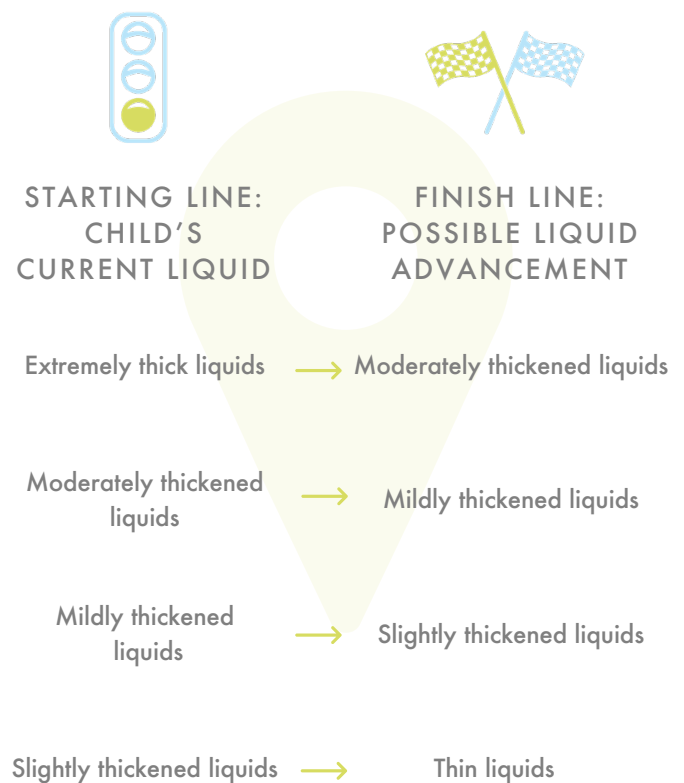 STARTING LINE:
CHILD'S
CURRENT LIQUID
FINISH LINE:
POSSIBLE LIQUID
ADVANCEMENT
Extremely thick liquids
Moderately thickened liquids
Moderately thickened
liquids
Mildly thickened liquids
Mildly thickened
liquids
Slightly thickened liquids
Slightly thickened liquids
Thin liquids